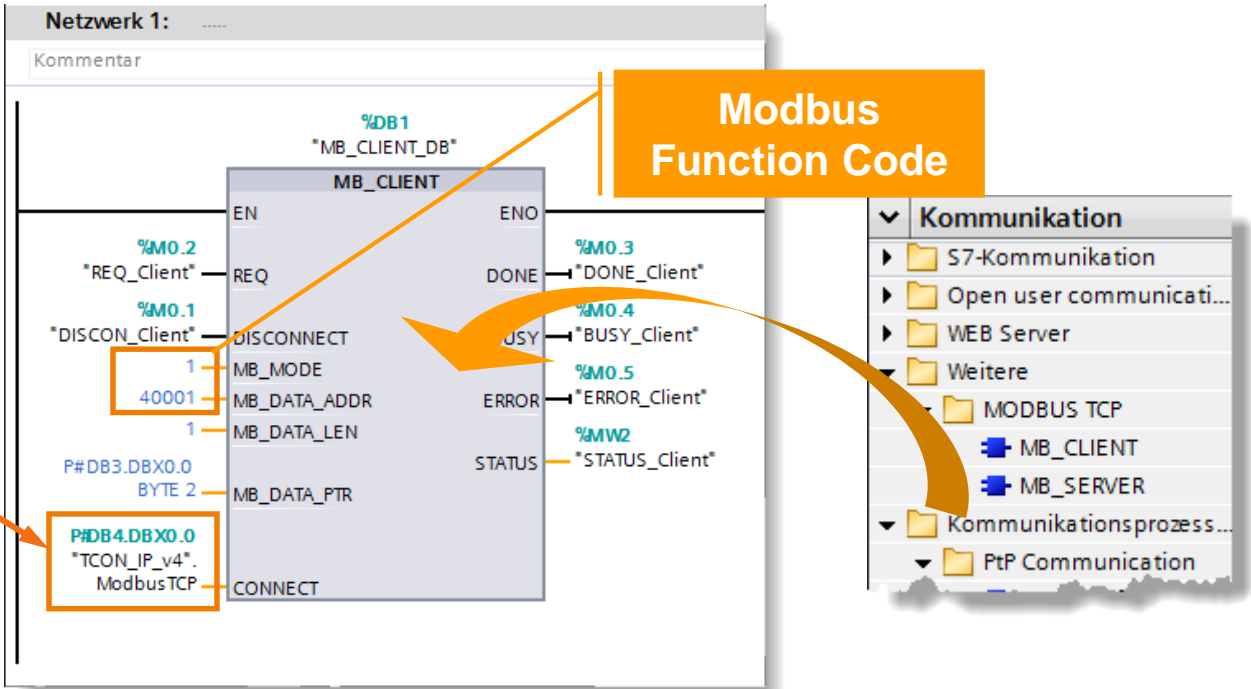 Netzwerk 1: .....
Kommentar
Modbus
Function Code
%DB1
"MB_CLIENT_DB"
MB_CLIENT
EN ENO
%M0.2
"REQ_Client" REQ
%M0.3
DONE "DONE_Client"
%M0.1
"DISCON_Client" DISCONNECT
%M0.4
BUSY "BUSY_Client"
1 MB_MODE
%M0.5
40001 MB_DATA_ADDR ERROR "ERROR_Client"
1 MB_DATA_LEN
%MW2
STATUS "STATUS_Client"
P#DB3.DBX0.0
BYTE 2 MB_DATA_PTR
P#DB4.DBX0.0
"TCON_IP_v4".
ModbusTCP CONNECT
Kommunikation
S7-Kommunikation
Open user communicati...
WEB Server
Weitere
MODBUS TCP
MB_CLIENT
MB_SERVER
Kommunikationsprozess...
PtP Communication